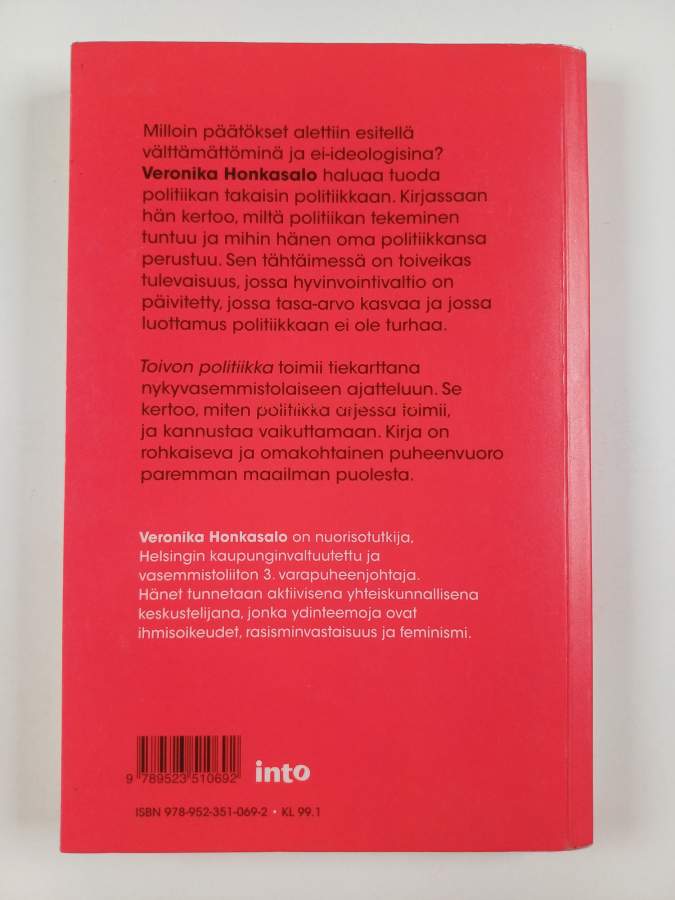 Milloin päätökset alettiin esitellä
välttämättöminä ja ei-ideologisina?
Veronika Honkasalo haluaa tuoda
politiikan takaisin politiikkaan. Kirjassaan
hän kertoo, miltä politiikan tekeminen
tuntuu ja mihin hänen oma politiikkansa
perustuu. Sen tähtäimessä on toiveikas
tulevaisuus, jossa hyvinvointivaltio on
päivitetty, jossa tasa-arvo kasvaa ja jossa
luottamus politiikkaan ei ole turhaa.
Toivon politiikka toimii tiekarttana
nykyvasemmistolaiseen ajatteluun. Se
kertoo, miten politiikka arjessa toimii,
ja kannustaa vaikuttamaan. Kirja on
rohkaiseva ja omakohtainen puheenvuoro
paremman maailman puolesta.
Veronika Honkasalo on nuorisotutkija,
Helsingin kaupunginvaltuutettu ja
vasemmistoliiton 3. varapuheenjohtaja.
Hänet tunnetaan aktiivisena yhteiskunnallisena
keskustelijana, jonka ydinteemoja ovat
ihmisoikeudet, rasisminvastaisuus ja feminismi.
9 789523 510692
into
ISBN 978-952-351-069-2 • KL 99.1